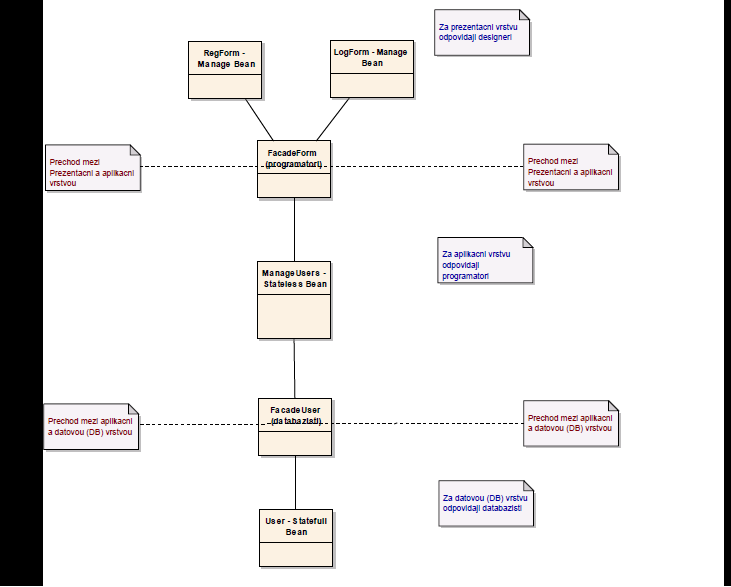 Za prezentacni vrstvu
odpovidaji designeri
RegForm -
Manage Bean
LogForm - Manage
Bean
Prechod mezi
Prezentacni a aplikacni
vrstvou
FacadeForm
(programatori)
Prechod mezi
Prezentacni a aplikacni
vrstvou
Za aplikacni vrstvu
odpovidaji
programatori
ManageUsers -
Stateless Bean
Prechod mezi aplikacni
a datovou (DB) vrstvou
FacadeUser
(databazisti)
Prechod mezi aplikacni
a datovou (DB) vrstvou
Za datovou (DB) vrstvu
odpovidaji databazisti
User - Statefull
Bean